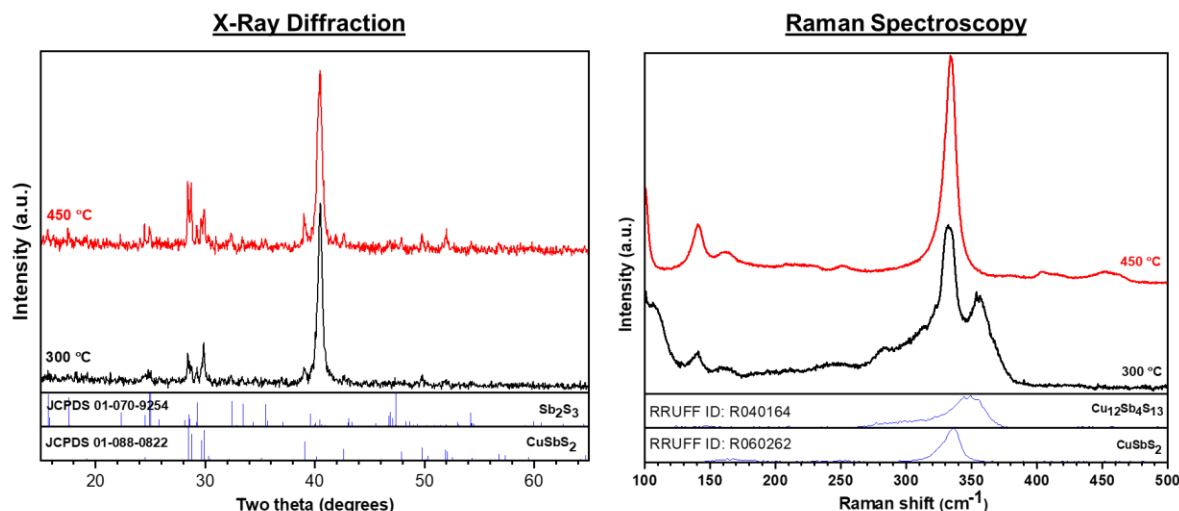 X-Ray Diffraction
Intensity (a.u.)
450 °C
300 °C
JCPDS 01-070-9254
Sb₂S₃
JCPDS 01-088-0822
CuSbS₂
20 30 40 50 60
Two theta (degrees)
Raman Spectroscopy
Intensity (a.u.)
450 °C
300 °C
RRUFF ID: R040164
Cu₁₂Sb₄S₁₃
RRUFF ID: R060262
CuSbS₂
100 150 200 250 300 350 400 450 500
Raman shift (cm⁻¹)